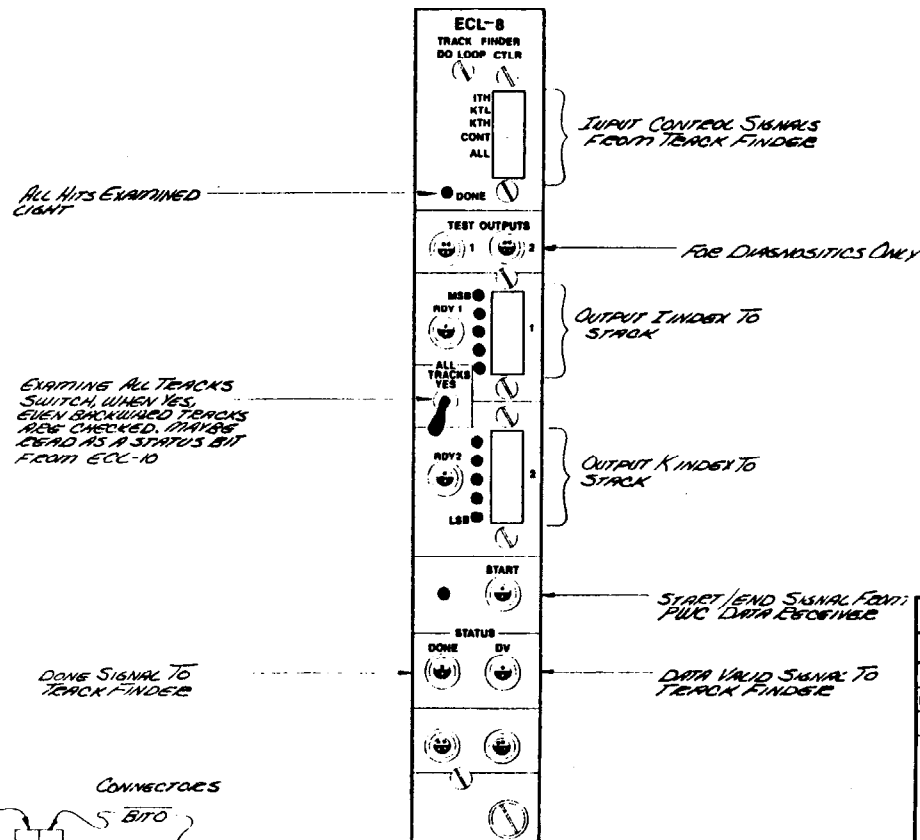 ECL-8
TRACK FINDER
DO LOOP CTLR
ITH
KTL
KTH
CONT
ALL
INPUT CONTROL SIGNALS
FROM TRACK FINDER
ALL HITS EXAMINED
LIGHT
DONE
TEST OUTPUTS
1
2
FOR DIAGNOSITICS ONLY
MSB
RDY 1
1
OUTPUT I INDEX TO
STACK
ALL
TRACKS
YES
EXAMINE ALL TRACKS
SWITCH, WHEN YES,
EVEN BACKWARD TRACKS
ARE CHECKED. MAYBE
READ AS A STATUS BIT
FROM ECL-10
RDY2
2
OUTPUT K INDEX TO
STACK
LSB
START
START/END SIGNAL FROM
PWC DATA RECEIVER
STATUS
DONE
DV
DONE SIGNAL TO
TRACK FINDER
DATA VALID SIGNAL TO
TRACK FINDER
CONNECTORS
BIT0